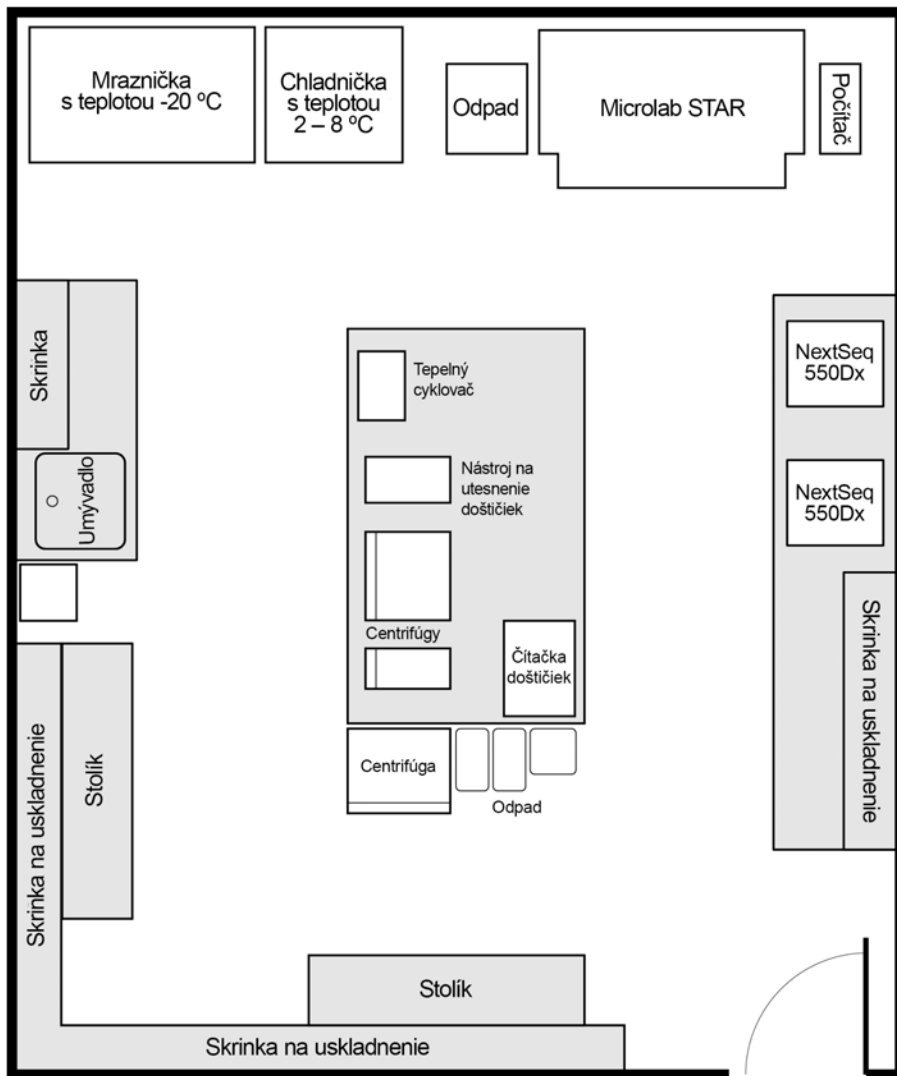 Mraznička
s teplotou -20 ºC
Chladnička
s teplotou
2 – 8 ºC
Odpad
Microlab STAR
Počítač
Skrinka
Umývadlo
Tepelný
cyklovač
Nástroj na
utesnenie
doštičiek
Centrifúgy
Čítačka
doštičiek
Centrifúga
Odpad
NextSeq
550Dx
NextSeq
550Dx
Skrinka na uskladnenie
Skrinka na uskladnenie
Stolík
Stolík
Skrinka na uskladnenie